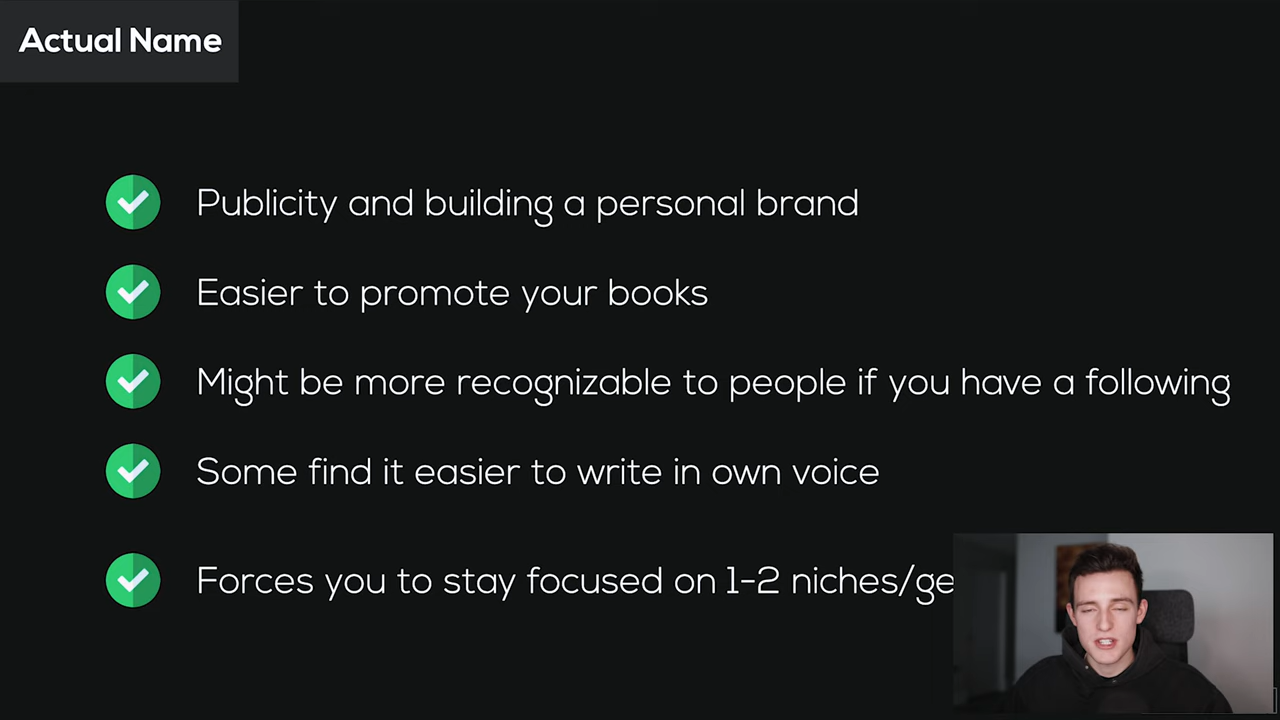 Actual Name
Publicity and building a personal brand
Easier to promote your books
Might be more recognizable to people if you have a following
Some find it easier to write in own voice
Forces you to stay focused on 1-2 niches/ge